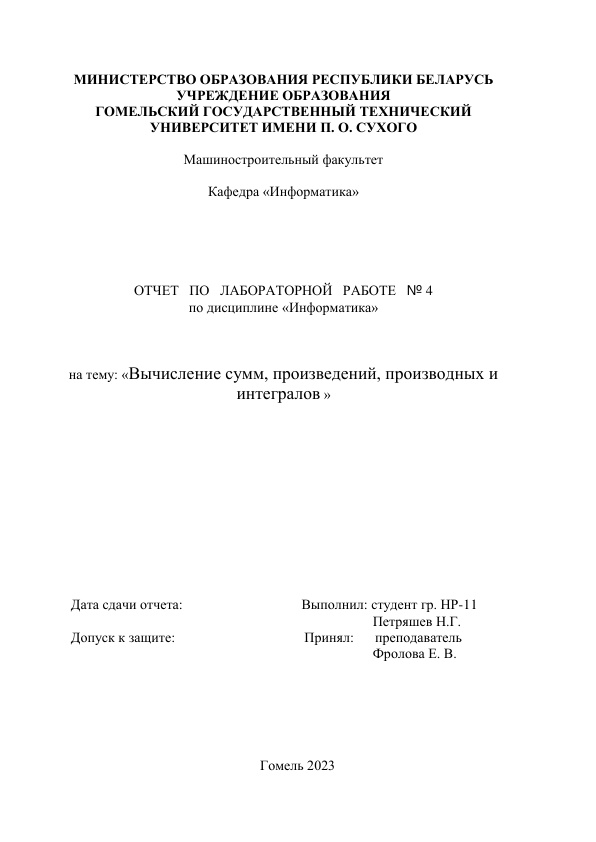 МИНИСТЕРСТВО ОБРАЗОВАНИЯ РЕСПУБЛИКИ БЕЛАРУСЬ
УЧРЕЖДЕНИЕ ОБРАЗОВАНИЯ
ГОМЕЛЬСКИЙ ГОСУДАРСТВЕННЫЙ ТЕХНИЧЕСКИЙ
УНИВЕРСИТЕТ ИМЕНИ П. О. СУХОГО
Машиностроительный факультет
Кафедра «Информатика»
ОТЧЕТ ПО ЛАБОРАТОРНОЙ РАБОТЕ № 4
по дисциплине «Информатика»
на тему: «Вычисление сумм, произведений, производных и
интегралов »
Дата сдачи отчета: Выполнил: студент гр. НР-11
Петряшев Н.Г.
Допуск к защите: Принял: преподаватель
Фролова Е. В.
Гомель 2023